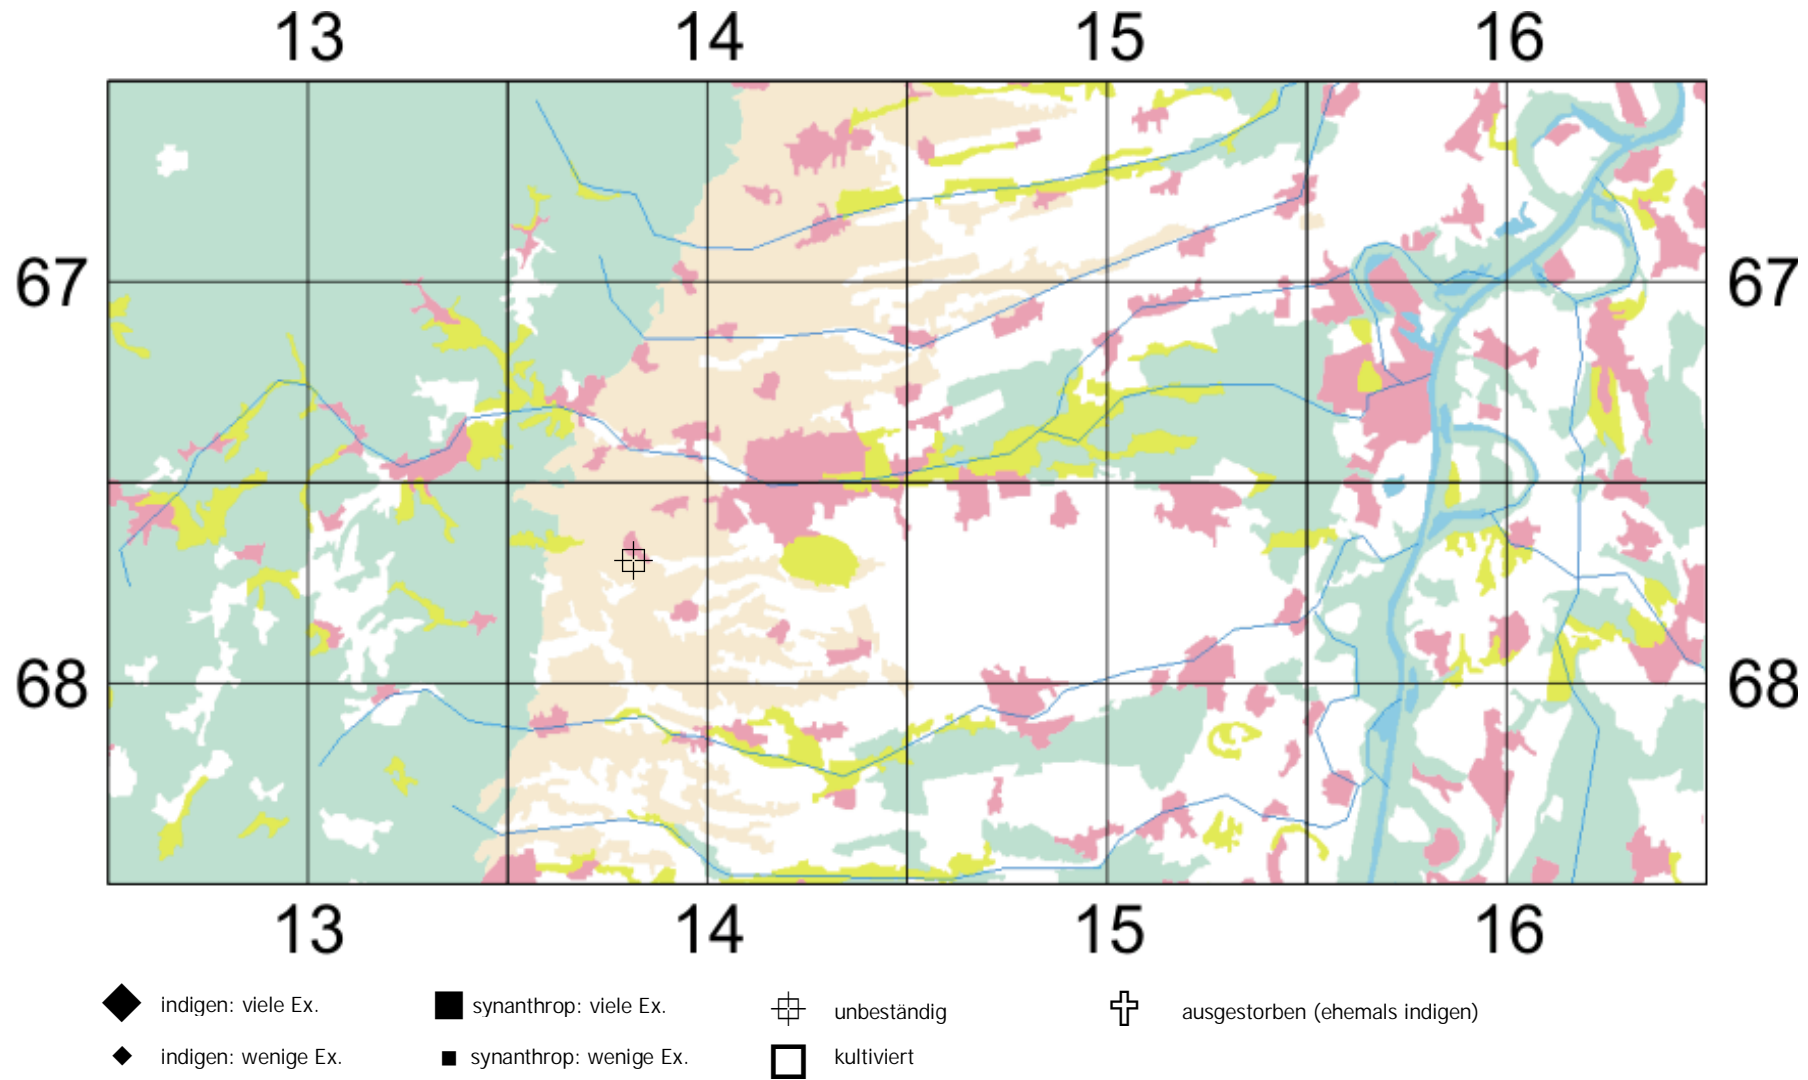 13 14 15 16
67 67
68 68
13 14 15 16
indigen: viele Ex. synanthrop: viele Ex. unbeständig ausgestorben (ehemals indigen)
indigen: wenige Ex. synanthrop: wenige Ex. kultiviert